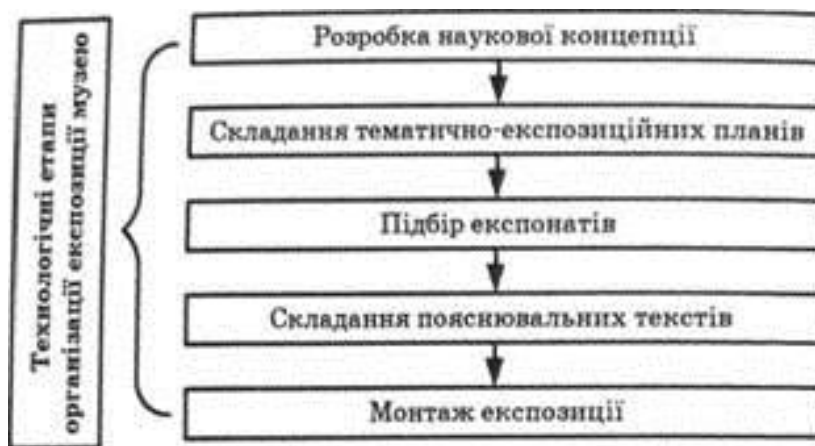 Технологічні етапи
організації експозиції музею
Розробка наукової концепції
Складання тематично-експозиційних планів
Підбір експонатів
Складання пояснювальних текстів
Монтаж експозиції